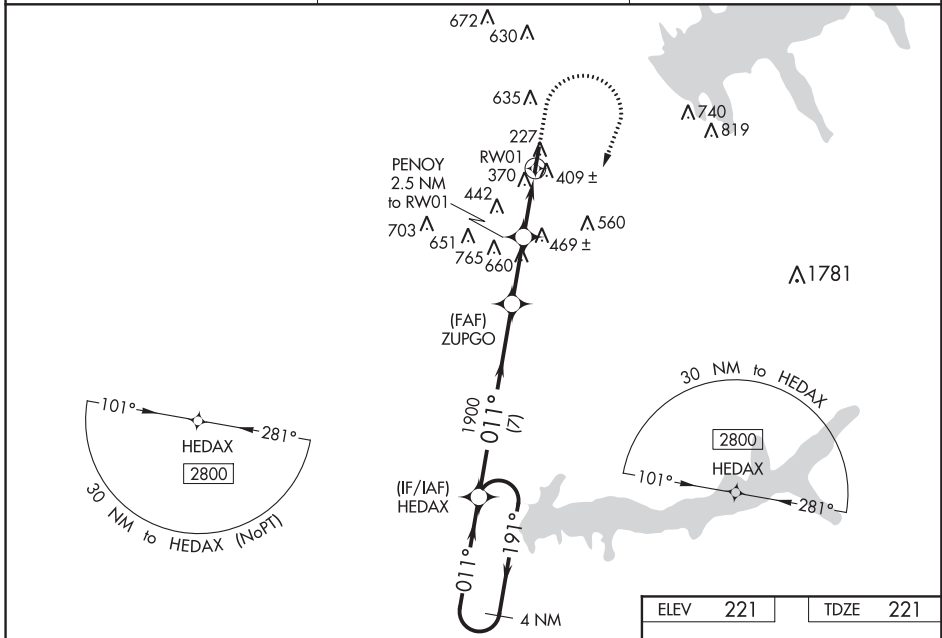 672
630
635
740
819
227
RW01
370
409 ±
PENOY
2.5 NM
to RW01
442
703
651
765
660
469 ±
560
1781
(FAF)
ZUPGO
1900
011°
(7)
101°
281°
HEDAX
2800
30 NM to HEDAX (NoPT)
30 NM to HEDAX
2800
HEDAX
101°
281°
(IF/IAF)
HEDAX
011°
191°
4 NM
ELEV 221
TDZE 221